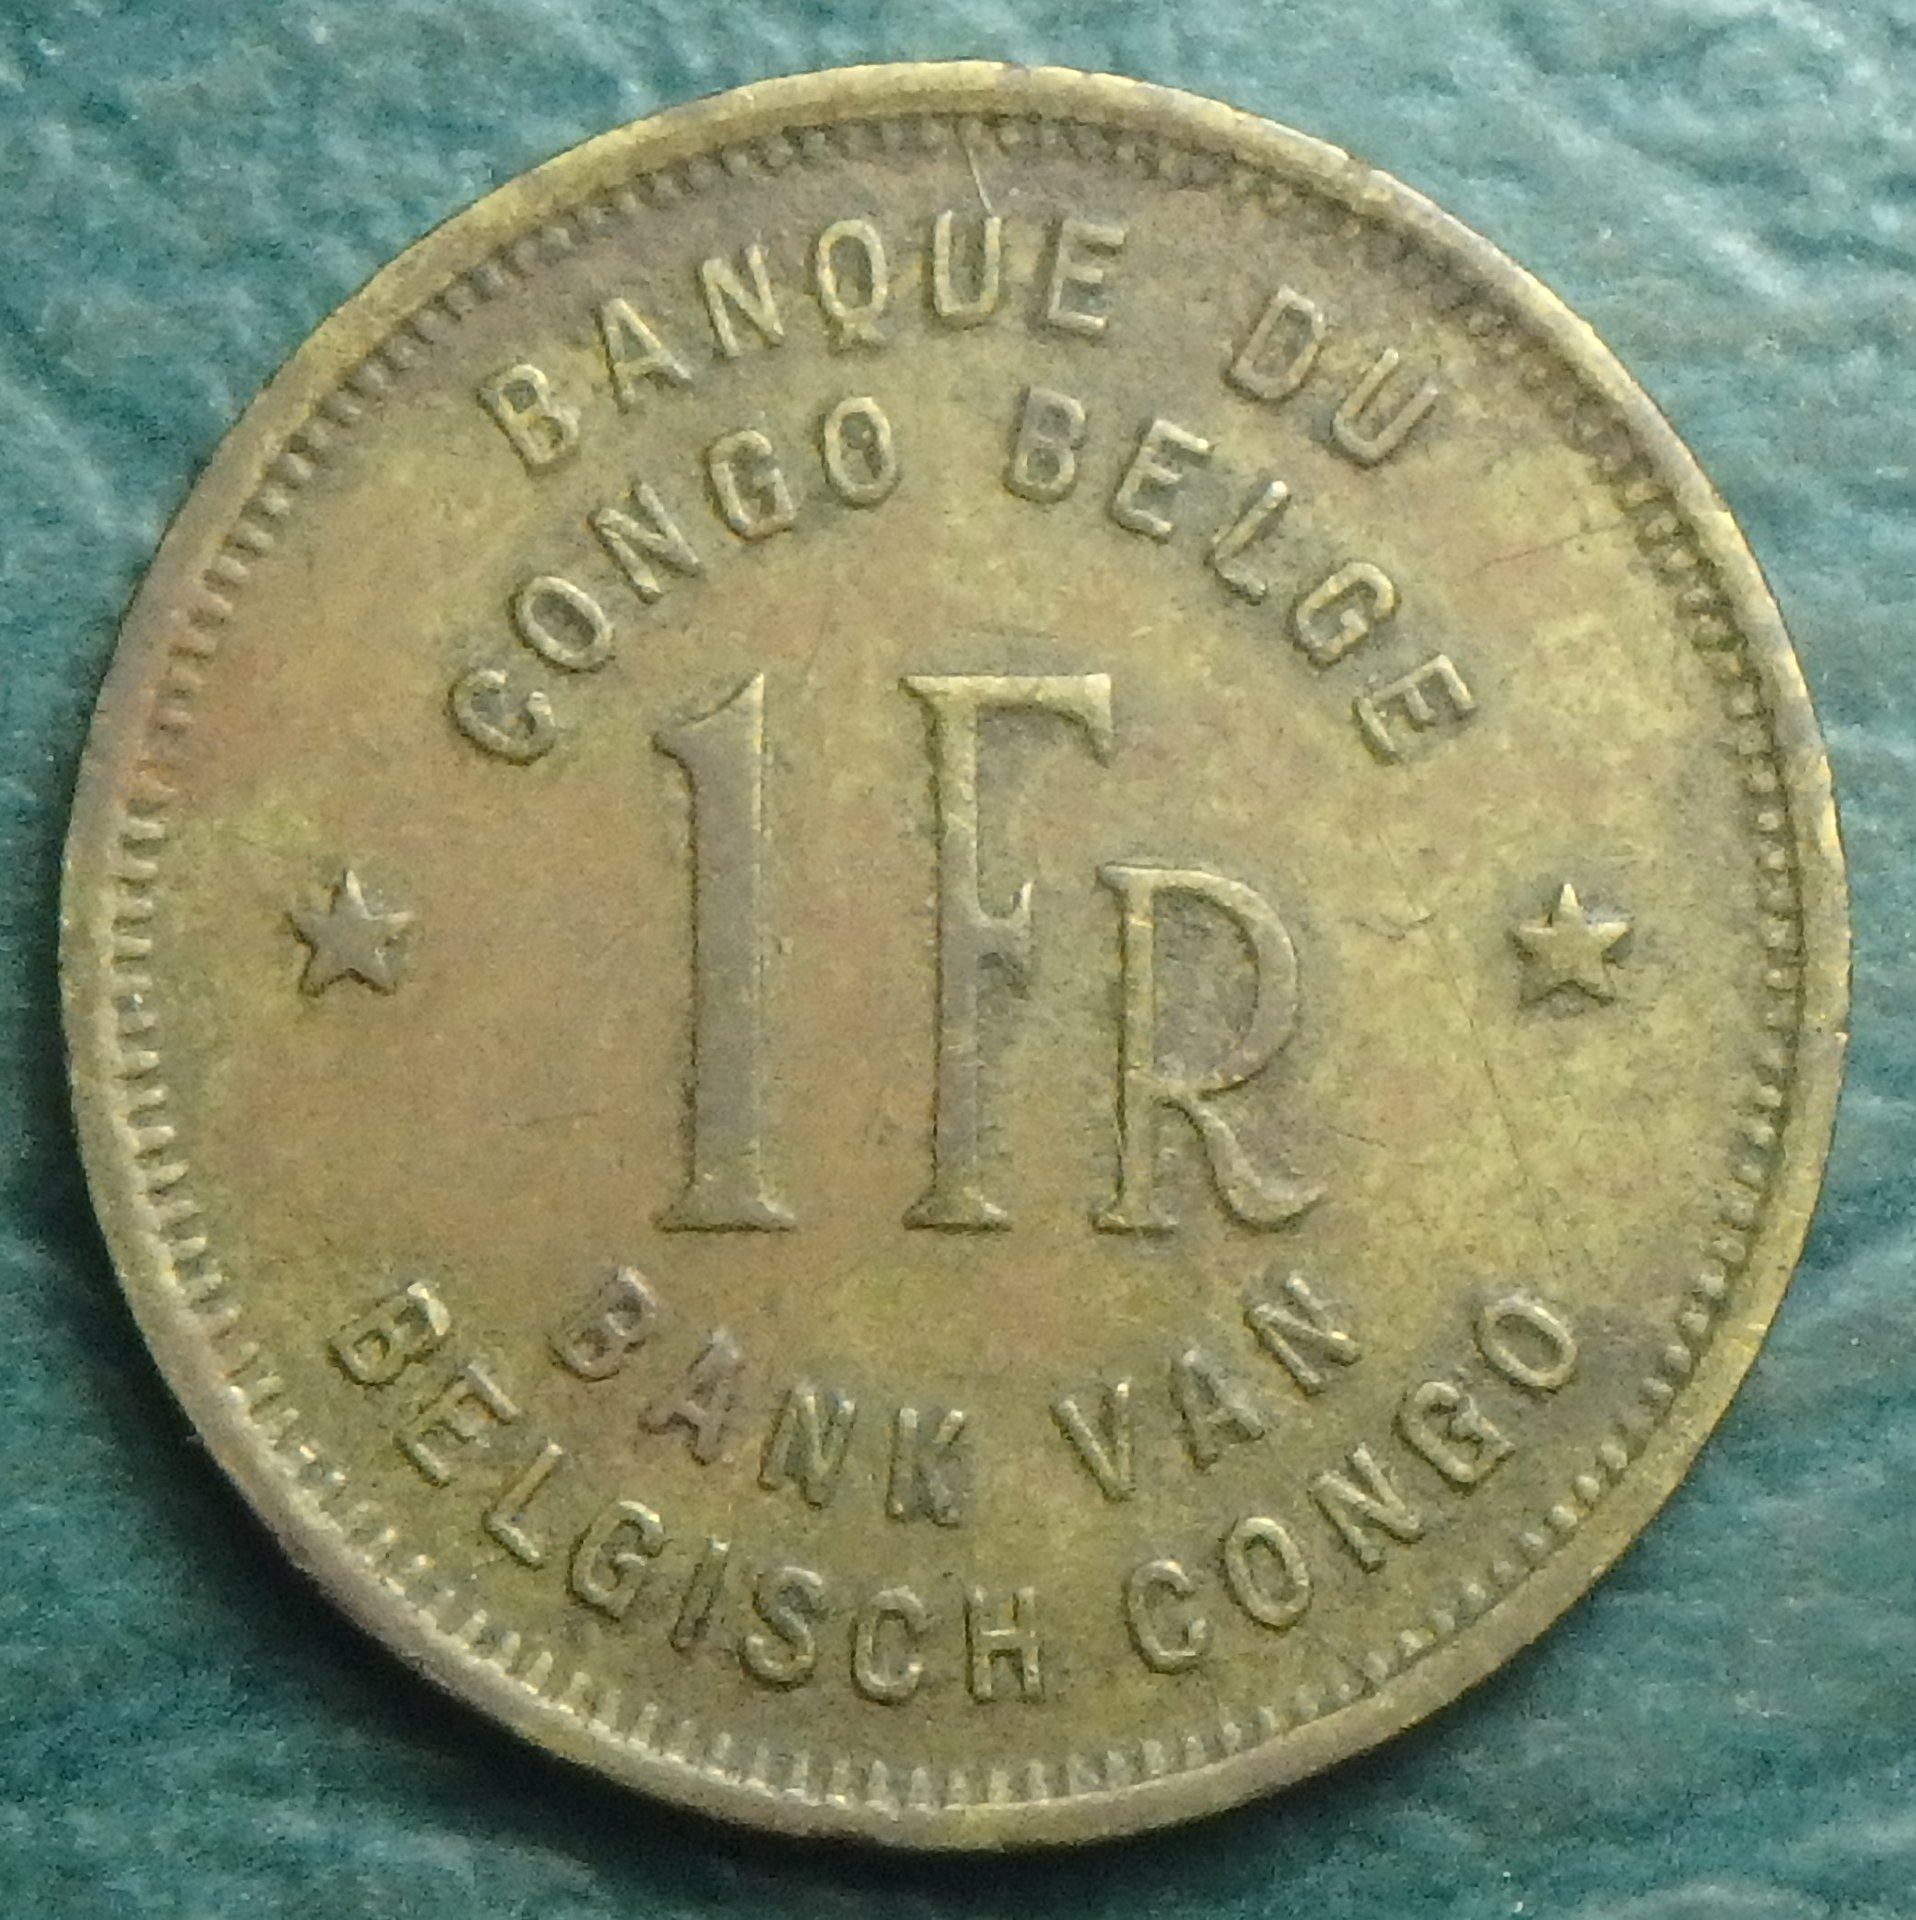 BANQUE DU
CONGO BELGE
1 FR
BANK VAN
BELGISCH CONGO